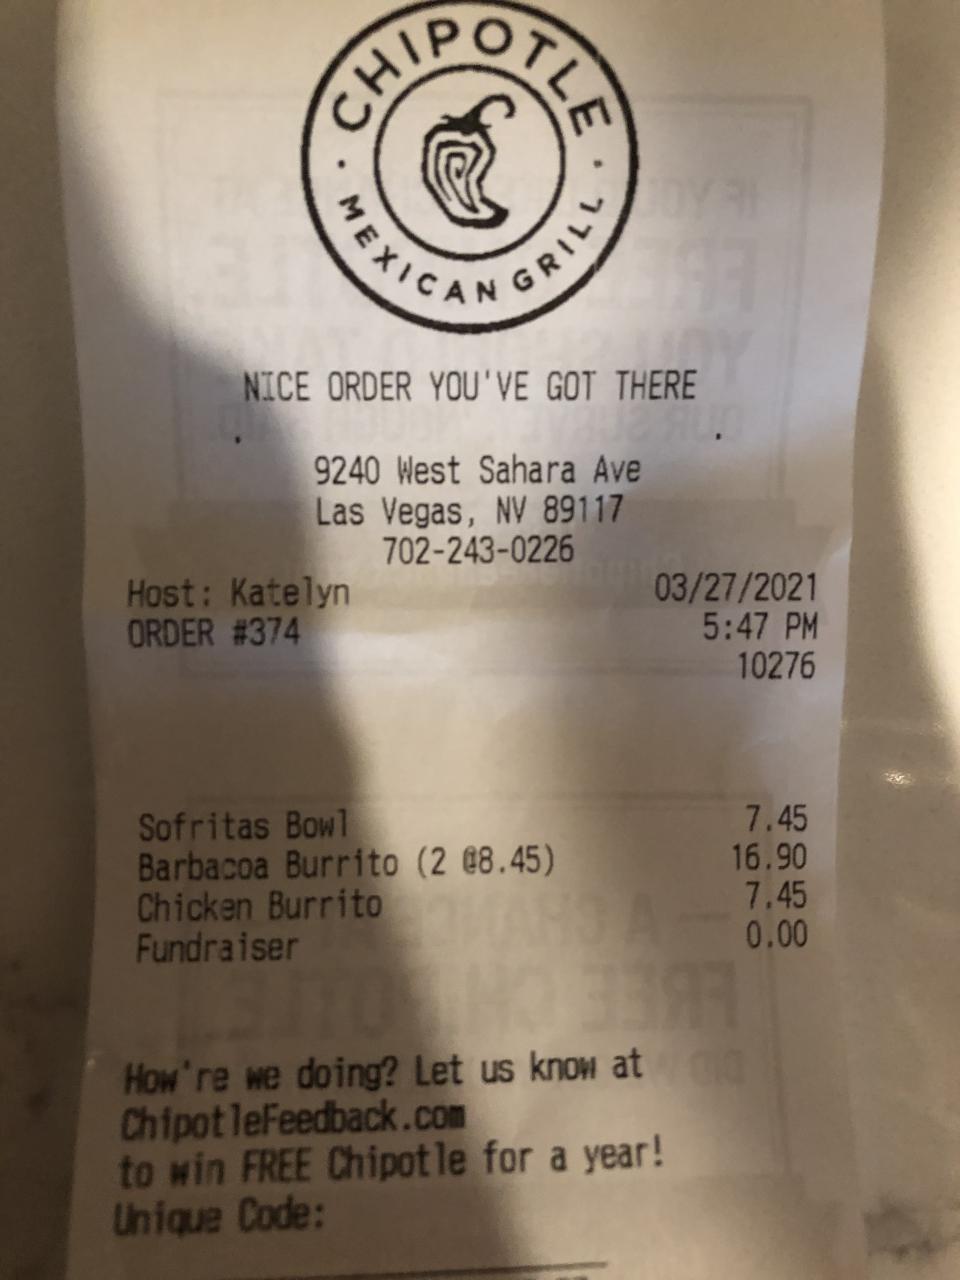 CHIPOTLE
MEXICAN GRILL
NICE ORDER YOU'VE GOT THERE
. .
9240 West Sahara Ave
Las Vegas, NV 89117
702-243-0226
Host: Katelyn 03/27/2021
ORDER #374 5:47 PM
10276
Sofritas Bowl 7.45
Barbacoa Burrito (2 @8.45) 16.90
Chicken Burrito 7.45
Fundraiser 0.00
How're we doing? Let us know at
ChipotleFeedback.com
to win FREE Chipotle for a year!
Unique Code: